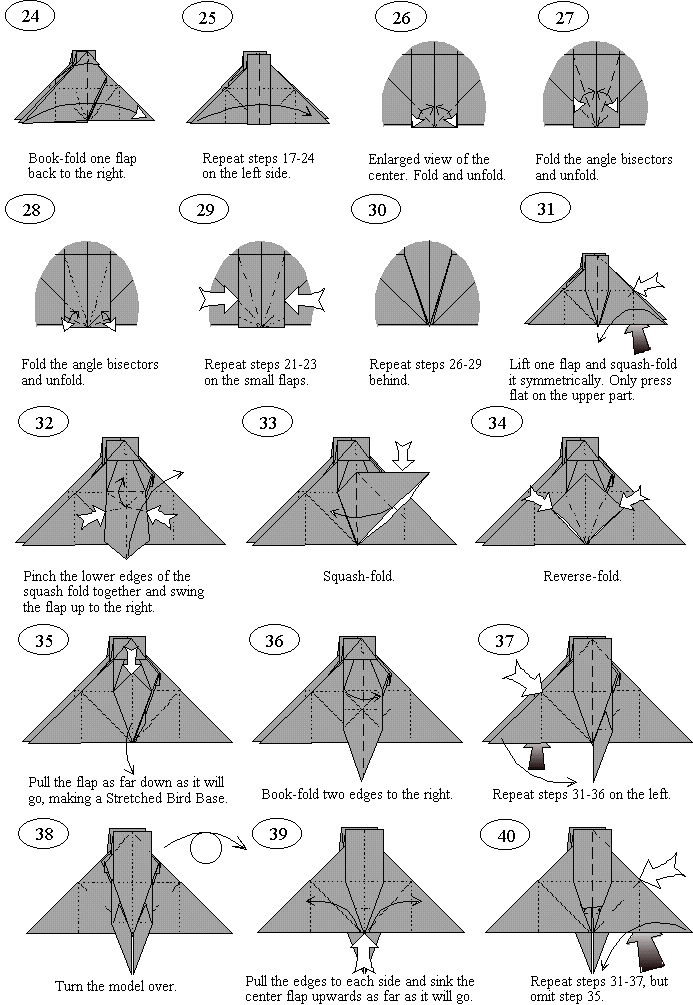 24
25
26
27
Book-fold one flap
back to the right.
Repeat steps 17-24
on the left side.
Enlarged view of the
center. Fold and unfold.
Fold the angle bisectors
and unfold.
28
29
30
31
Fold the angle bisectors
and unfold.
Repeat steps 21-23
on the small flaps.
Repeat steps 26-29
behind.
Lift one flap and squash-fold
it symmetrically. Only press
flat on the upper part.
32
33
34
Pinch the lower edges of the
squash fold together and swing
the flap up to the right.
Squash-fold.
Reverse-fold.
35
36
37
Pull the flap as far down as it will
go, making a Stretched Bird Base.
Book-fold two edges to the right.
Repeat steps 31-36 on the left.
38
39
40
Turn the model over.
Pull the edges to each side and sink the
center flap upwards as far as it will go.
Repeat steps 31-37, but
omit step 35.